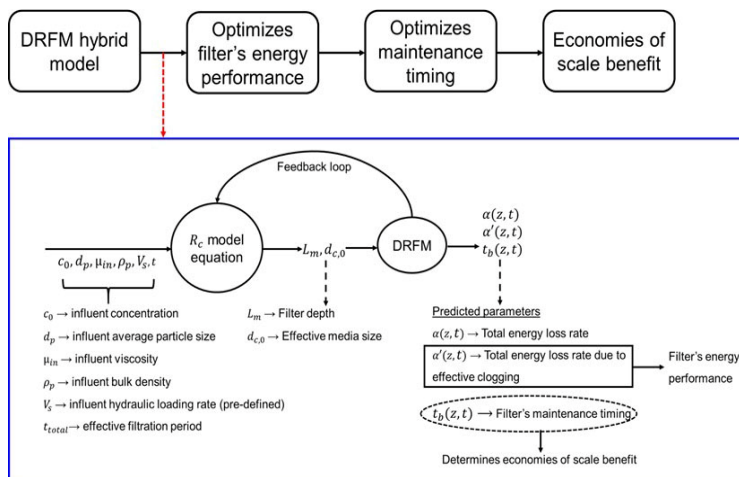 DRFM hybrid
model
Optimizes
filter's energy
performance
Optimizes
maintenance
timing
Economies of
scale benefit
Feedback loop
R_c model
equation
c_0, d_p, μ_in, ρ_p, V_s, t
L_m, d_c,0
DRFM
α(z, t)
α′(z, t)
t_b(z, t)
c_0 → influent concentration
d_p → influent average particle size
μ_in → influent viscosity
ρ_p → influent bulk density
V_s → influent hydraulic loading rate (pre-defined)
t_total → effective filtration period
L_m → Filter depth
d_c,0 → Effective media size
Predicted parameters
α(z, t) → Total energy loss rate
α′(z, t) → Total energy loss rate due to
effective clogging
Filter's energy
performance
t_b(z, t) → Filter's maintenance timing
Determines economies of scale benefit